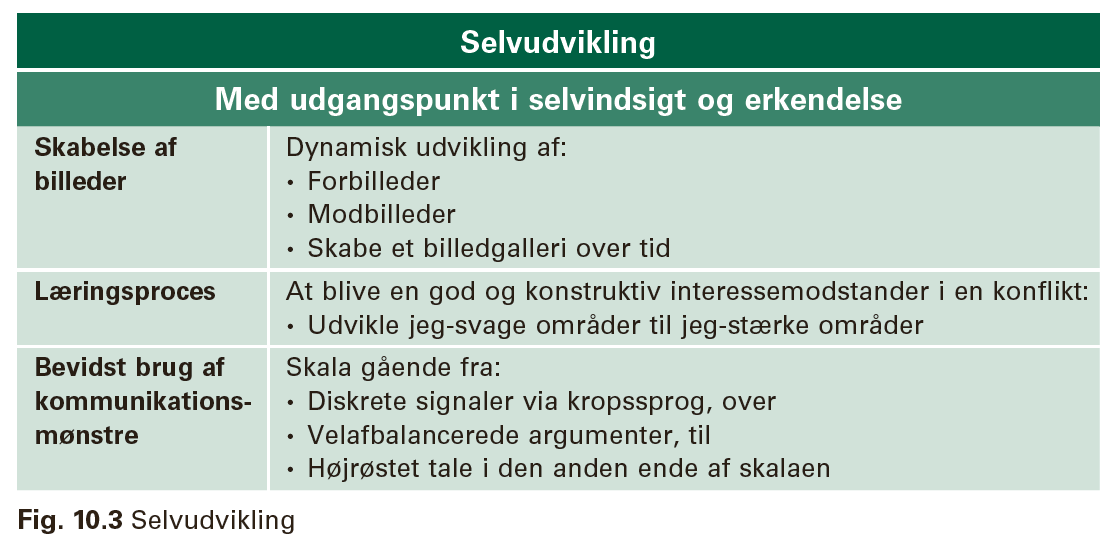 Selvudvikling
Med udgangspunkt i selvindsigt og erkendelse
Skabelse af
billeder
Dynamisk udvikling af:
• Forbilleder
• Modbilleder
• Skabe et billedgalleri over tid
Læringsproces
At blive en god og konstruktiv interessemodstander i en konflikt:
• Udvikle jeg-svage områder til jeg-stærke områder
Bevidst brug af
kommunikations-
mønstre
Skala gående fra:
• Diskrete signaler via kropssprog, over
• Velafbalancerede argumenter, til
• Højrøstet tale i den anden ende af skalaen
Fig. 10.3 Selvudvikling